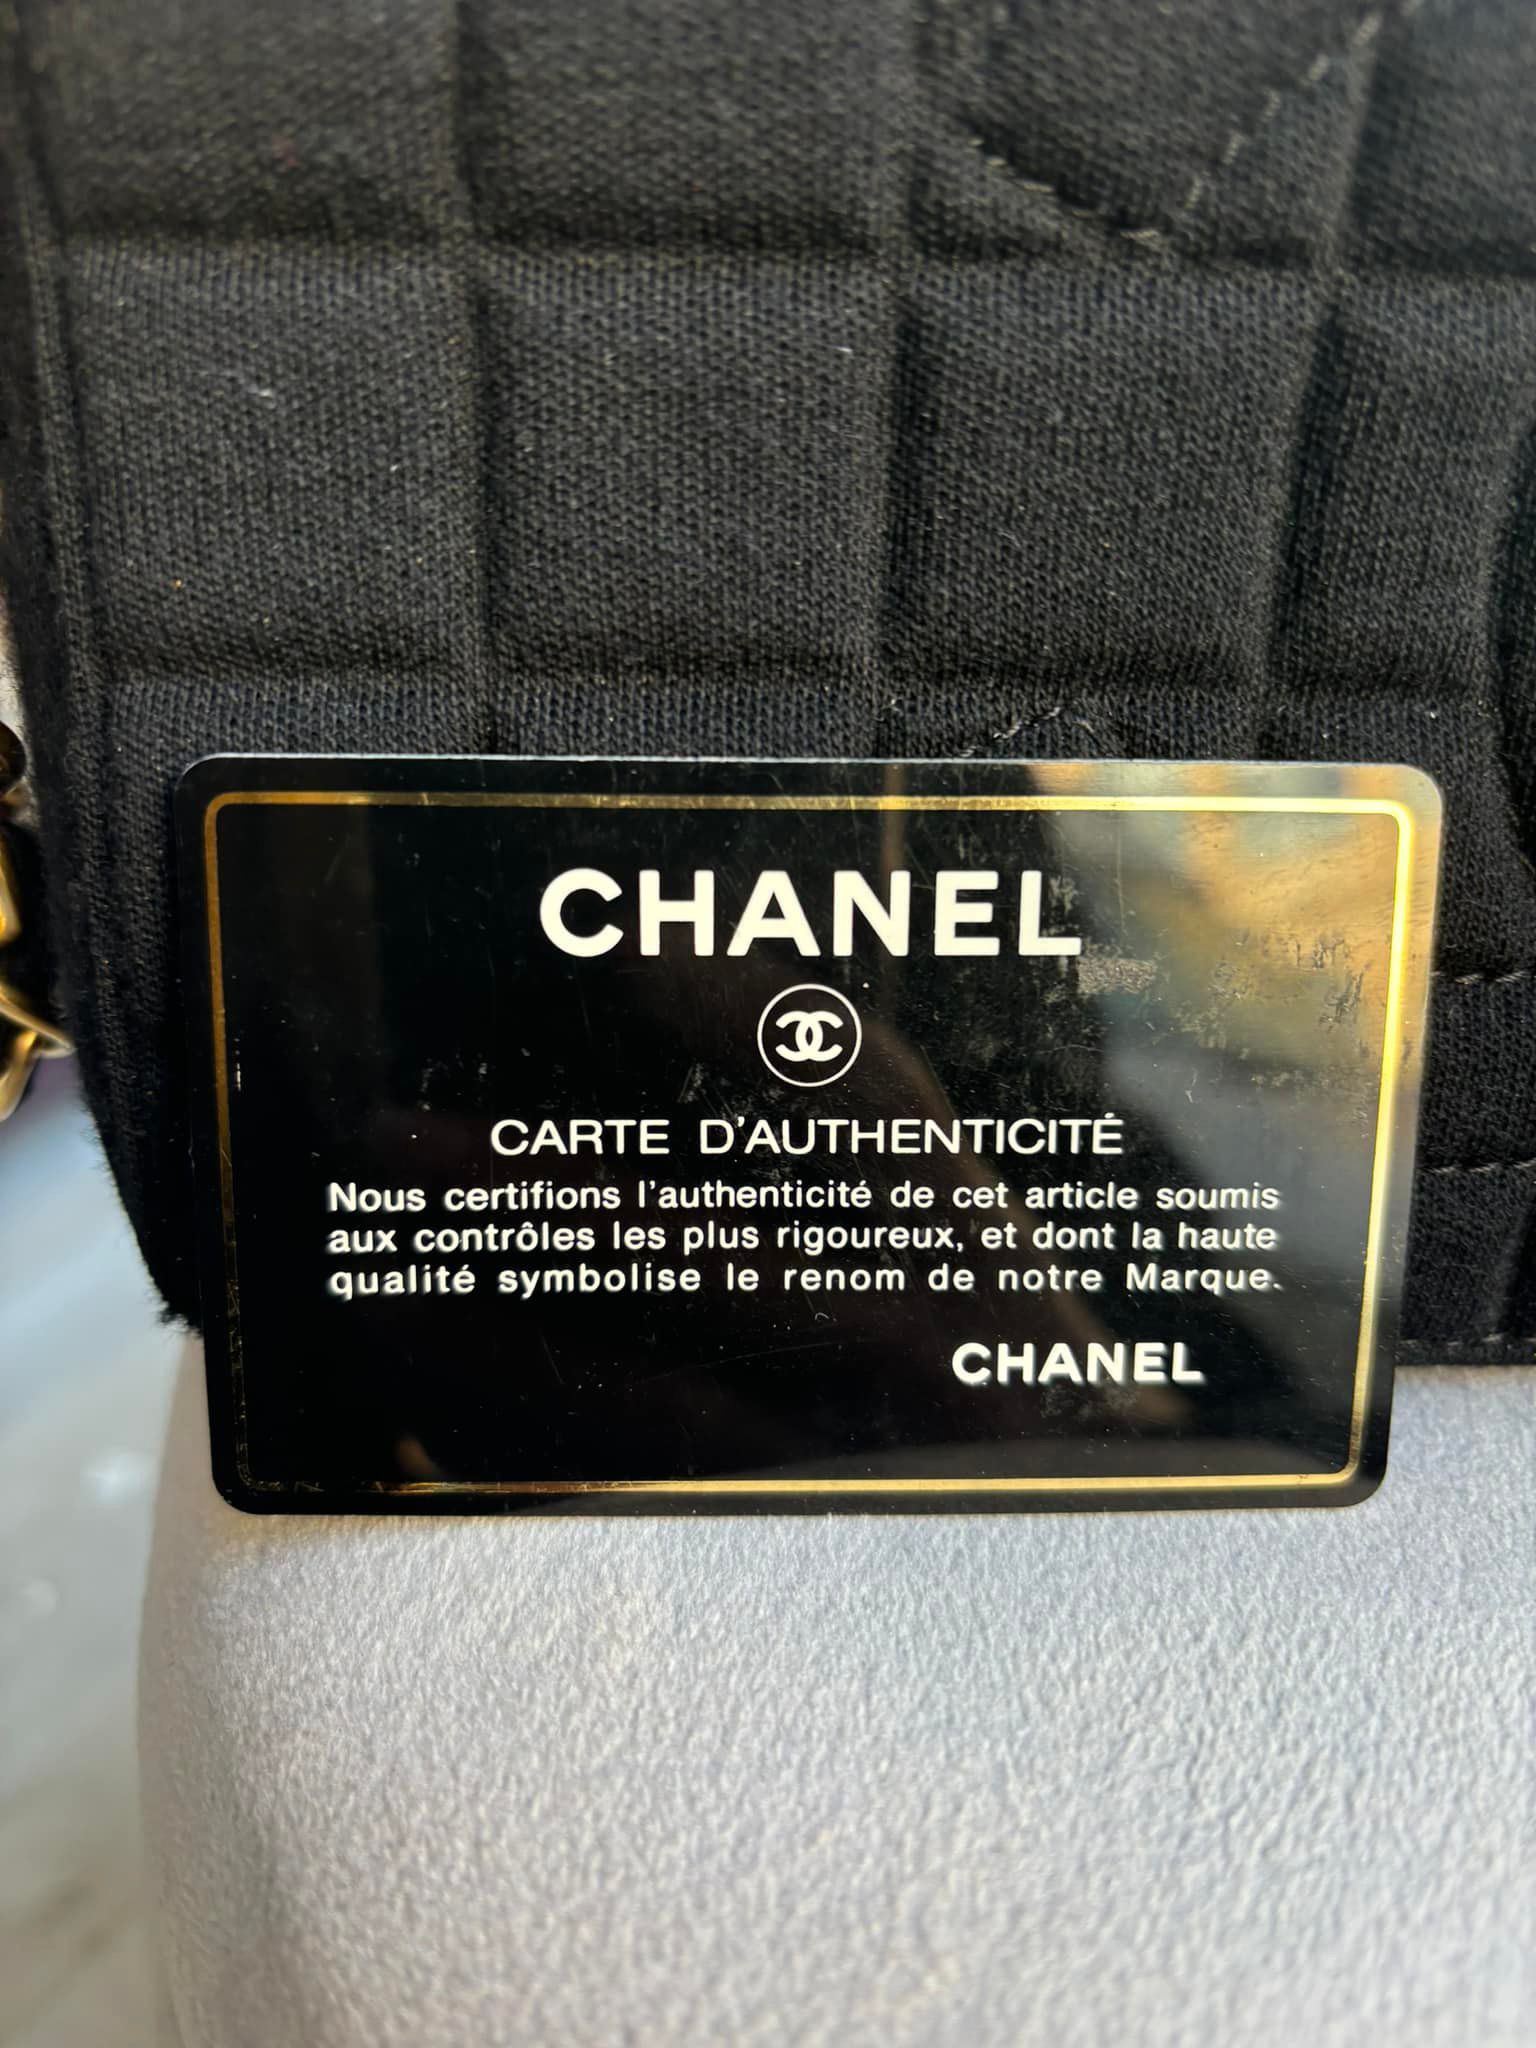 CHANEL
CARTE D'AUTHENTICITÉ
Nous certifions l'authenticité de cet article soumis
aux contrôles les plus rigoureux, et dont la haute
qualité symbolise le renom de notre Marque.
CHANEL